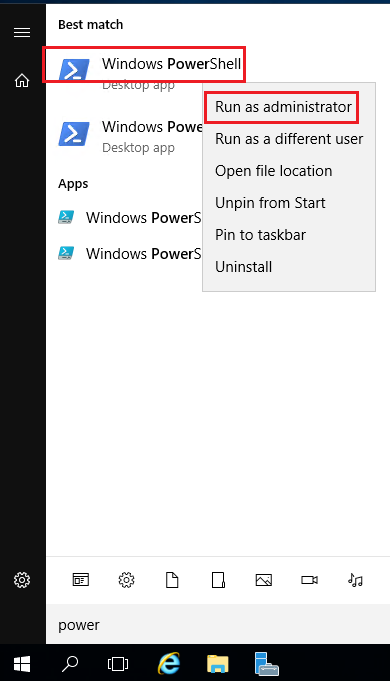 Best match
Windows PowerShell
Desktop app
Run as administrator
Windows Powe
Desktop app
Run as a different user
Open file location
Apps
Unpin from Start
Windows PowerS
Pin to taskbar
Windows PowerS
Uninstall
power